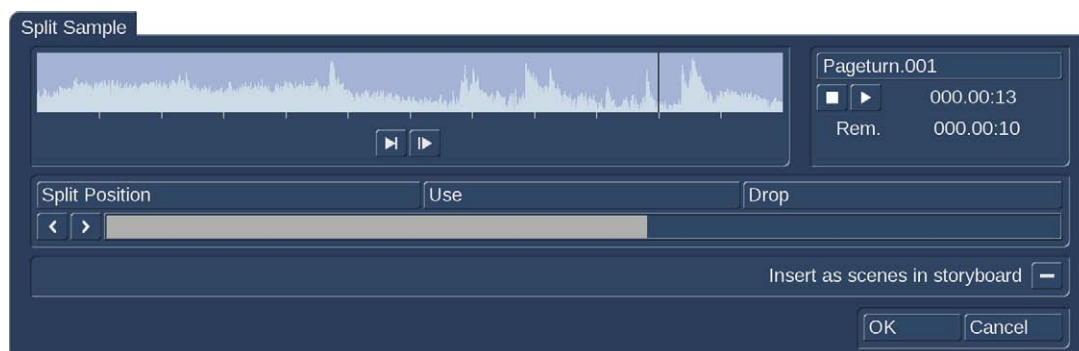 Split Sample
Pageturn.001
000.00:13
Rem. 000.00:10
Split Position Use Drop
Insert as scenes in storyboard
OK Cancel